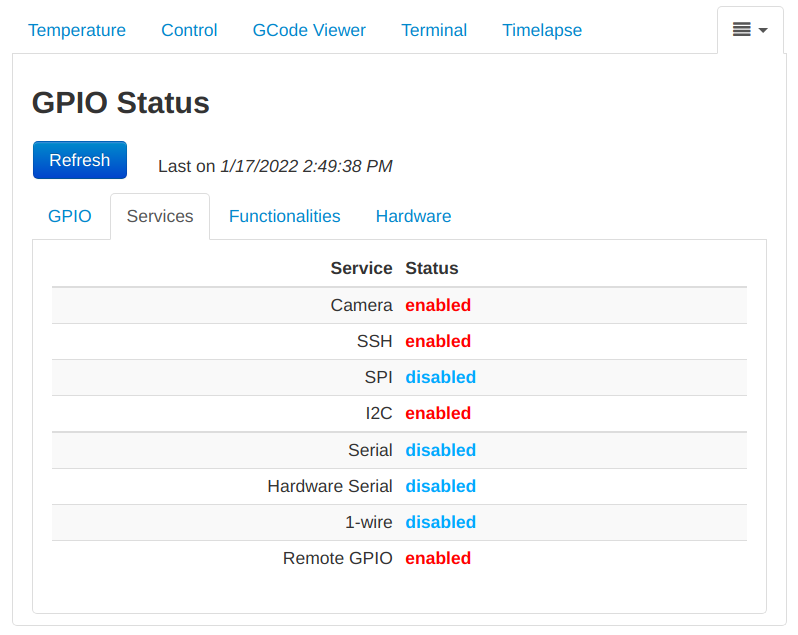 Temperature Control GCode Viewer Terminal Timelapse
GPIO Status
Refresh Last on 1/17/2022 2:49:38 PM
GPIO Services Functionalities Hardware
Service Status
Camera enabled
SSH enabled
SPI disabled
I2C enabled
Serial disabled
Hardware Serial disabled
1-wire disabled
Remote GPIO enabled